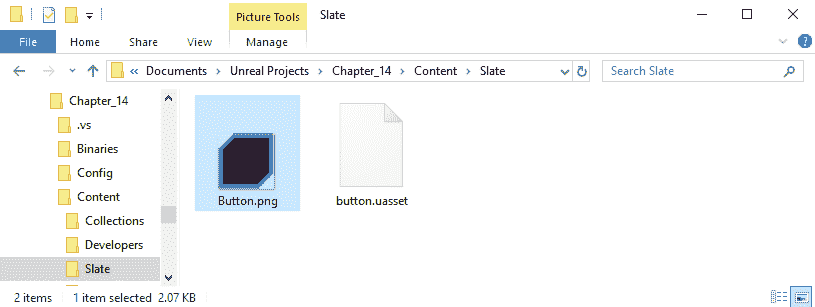 Picture Tools
Slate
File
Home
Share
View
Manage
« Documents > Unreal Projects > Chapter_14 > Content > Slate
Search Slate
Chapter_14
.vs
Binaries
Config
Content
Collections
Developers
Slate
Button.png
button.uasset
2 items
1 item selected 2.07 KB